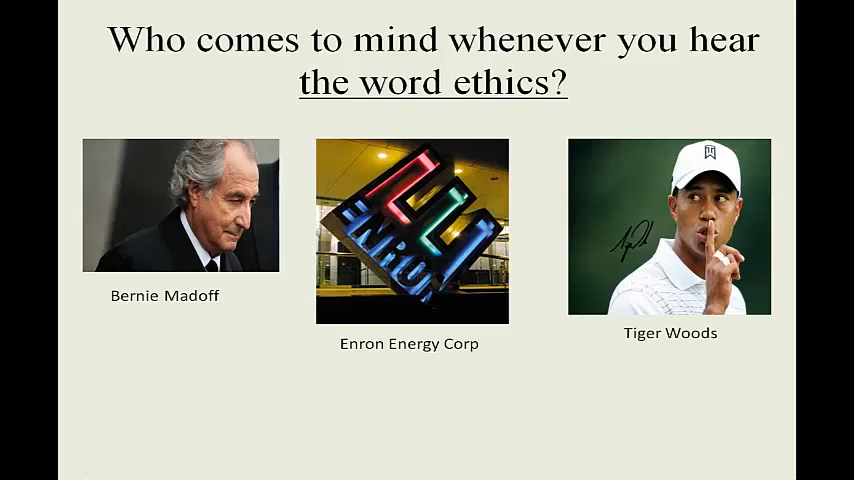 Who comes to mind whenever you hear
the word ethics?
ENRON
Bernie Madoff
Enron Energy Corp
Tiger Woods